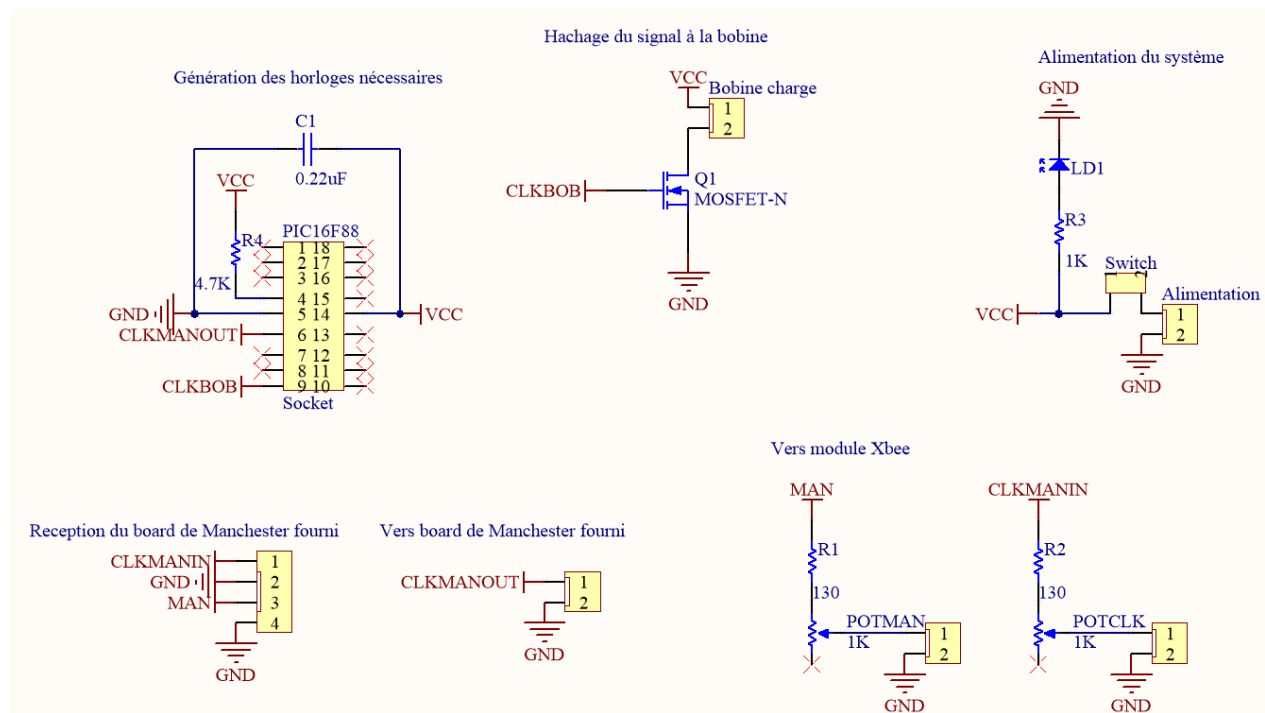 Hachage du signal à la bobine
Génération des horloges nécessaires
Alimentation du système
C1
0.22uF
VCC
R4
4.7K
PIC16F88
1 18
2 17
3 16
4 15
5 14
6 13
7 12
8 11
9 10
Socket
GND
CLKMANOUT
CLKBOB
VCC
VCC
Bobine charge
1
2
CLKBOB
Q1
MOSFET-N
GND
GND
LD1
R3
1K
Switch
1 2
VCC
Alimentation
1
2
GND
Vers module Xbee
Reception du board de Manchester fourni
CLKMANIN
GND
MAN
1
2
3
4
GND
Vers board de Manchester fourni
CLKMANOUT
1
2
GND
MAN
R1
130
POTMAN
1K
1
2
GND
CLKMANIN
R2
130
POTCLK
1K
1
2
GND